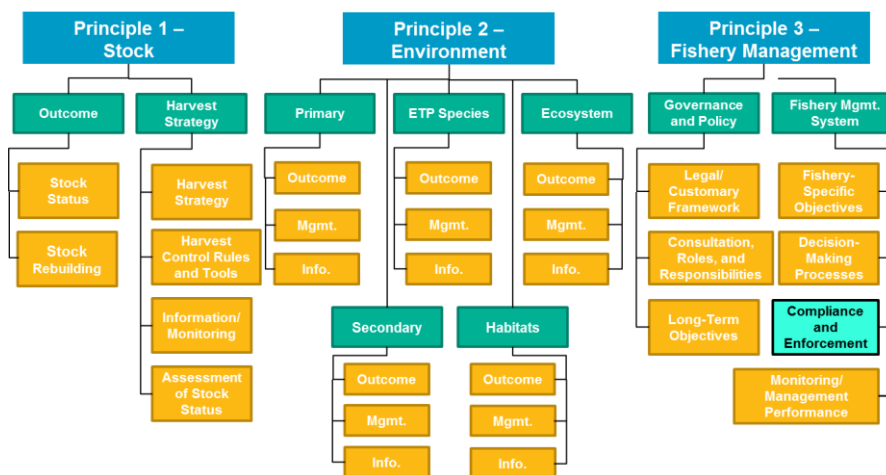 Principle 1 –
Stock
Principle 2 -
Environment
Principle 3 –
Fishery Management
Outcome
Harvest
Strategy
Primary
ETP Species
Ecosystem
Governance
and Policy
Fishery Mgmt.
System
Stock
Status
Stock
Rebuilding
Harvest
Strategy
Harvest
Control Rules
and Tools
Information/
Monitoring
Assessment
of Stock
Status
Outcome
Mgmt.
Info.
Outcome
Mgmt.
Info.
Outcome
Mgmt.
Info.
Secondary
Habitats
Outcome
Mgmt.
Info.
Outcome
Mgmt.
Info.
Legal/
Customary
Framework
Consultation,
Roles, and
Responsibilities
Long-Term
Objectives
Fishery-
Specific
Objectives
Decision-
Making
Processes
Compliance
and
Enforcement
Monitoring/
Management
Performance